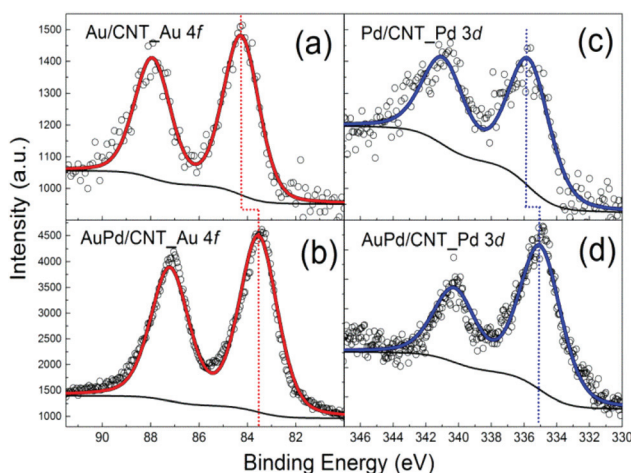 Au/CNT_Au 4f
(a)
Pd/CNT_Pd 3d
(c)
1500
1400
1300
1200
1100
1000
AuPd/CNT_Au 4f
(b)
AuPd/CNT_Pd 3d
(d)
4500
4000
3500
3000
2500
2000
1500
1000
Intensity (a.u.)
90 88 86 84 82
346 344 342 340 338 336 334 332 330
Binding Energy (eV)